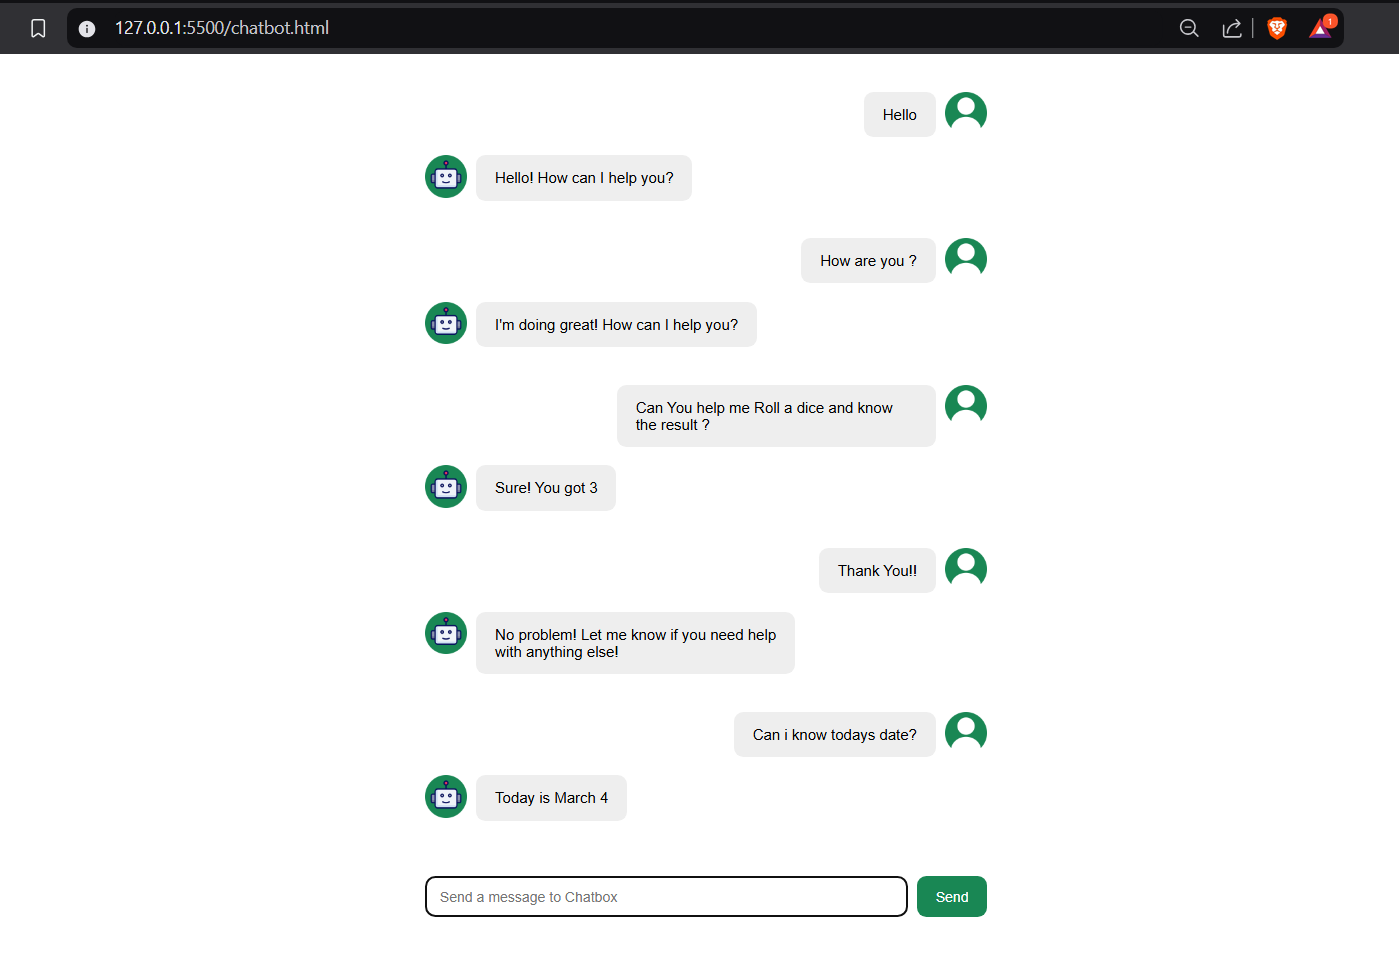 127.0.0.1:5500/chatbot.html
1
Hello
Hello! How can I help you?
How are you ?
I'm doing great! How can I help you?
Can You help me Roll a dice and know
the result ?
Sure! You got 3
Thank You!!
No problem! Let me know if you need help
with anything else!
Can i know todays date?
Today is March 4
Send a message to Chatbox
Send